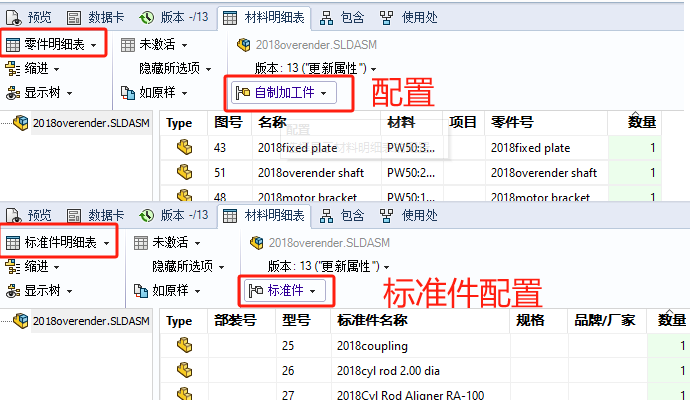 预览 数据卡 版本 -/13 材料明细表 包含 使用处
零件明细表 未激活 2018overender.SLDASM
缩进 隐藏所选项 版本: 13 ("更新属性")
显示树 如原样 自制加工件 配置
2018overender.SLDASM Type 图号 名称 材料 项目 零件号 数量
43 2018fixed plate PW50:3... 2018fixed plate 1
51 2018overender shaft PW50:2... 2018overender shaft 1
48 2018motor bracket PW50:1... 2018motor bracket 1
预览 数据卡 版本 -/13 材料明细表 包含 使用处
标准件明细表 未激活 2018overender.SLDASM
缩进 隐藏所选项 版本: 13 ("更新属性")
显示树 如原样 标准件 标准件配置
2018overender.SLDASM Type 部装号 型号 标准件名称 规格 品牌/厂家 数量
25 2018coupling 1
26 2018cyl rod 2.00 dia 1
27 2018Cyl Rod Aligner RA-100 1